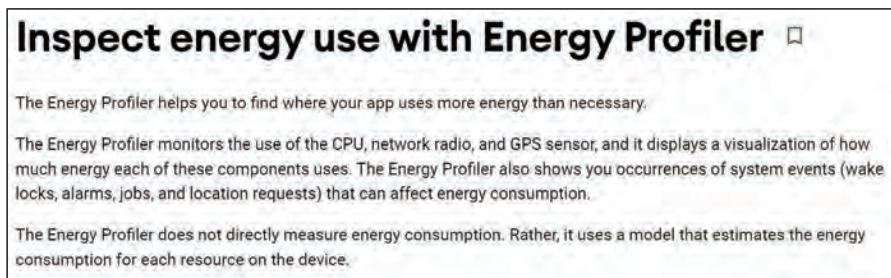 Inspect energy use with Energy Profiler
The Energy Profiler helps you to find where your app uses more energy than necessary.
The Energy Profiler monitors the use of the CPU, network radio, and GPS sensor, and it displays a visualization of how
much energy each of these components uses. The Energy Profiler also shows you occurrences of system events (wake
locks, alarms, jobs, and location requests) that can affect energy consumption.
The Energy Profiler does not directly measure energy consumption. Rather, it uses a model that estimates the energy
consumption for each resource on the device.